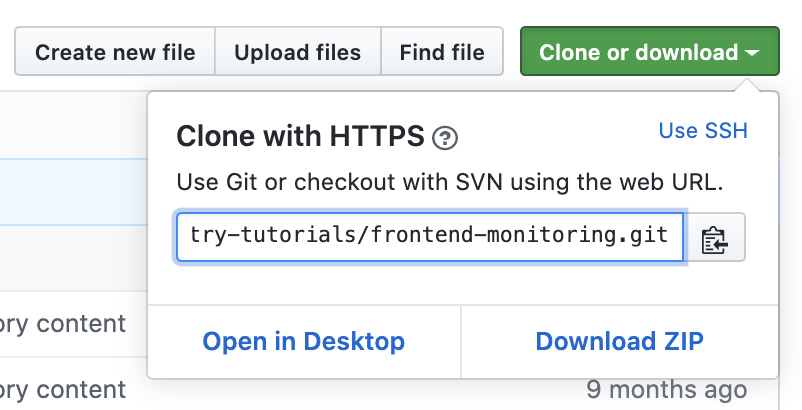 Create new file Upload files Find file Clone or download
Clone with HTTPS ?
Use SSH
Use Git or checkout with SVN using the web URL.
try-tutorials/frontend-monitoring.git
Open in Desktop Download ZIP
content
content
9 months ago